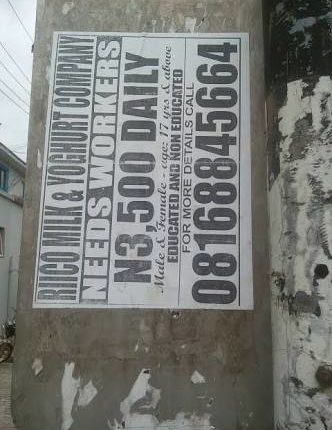 RIICO MILK & YOGHURT COMPANY
NEEDS WORKERS
N3,500 DAILY
Male & Female - age: 17 yrs & above
EDUCATED AND NON EDUCATED
FOR MORE DETAILS CALL
08168845664